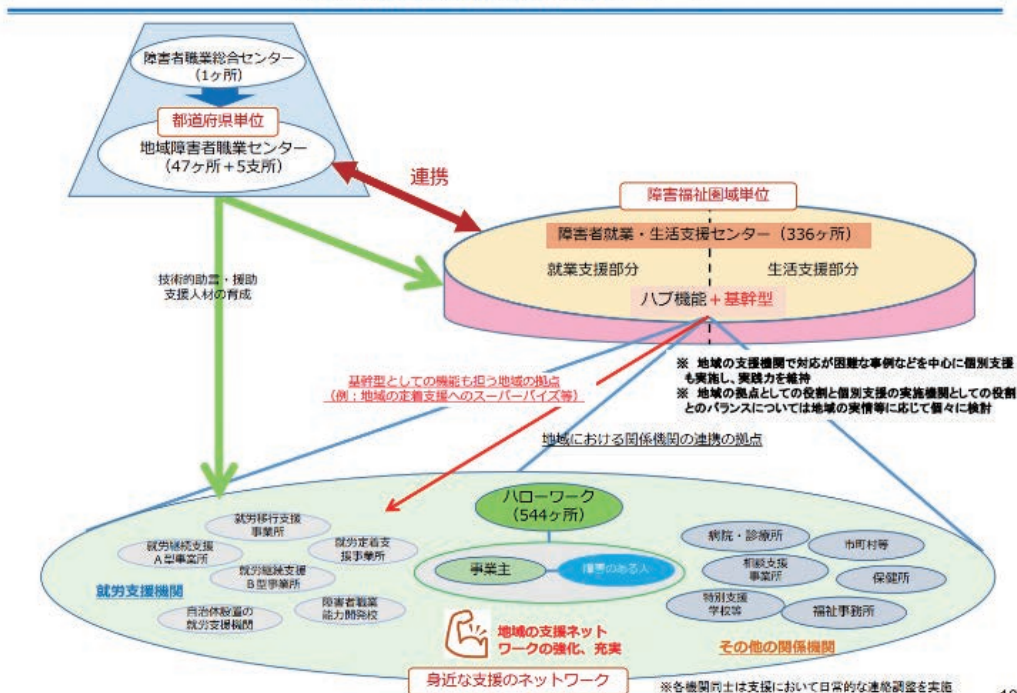 障害者職業総合センター
(1ヶ所)
都道府県単位
地域障害者職業センター
(47ヶ所+5支所)
連携
障害福祉圏域単位
障害者就業・生活支援センター(336ヶ所)
就業支援部分
生活支援部分
ハブ機能+基幹型
技術的助言・援助
支援人材の育成
※ 地域の支援機関で対応が困難な事例などを中心に個別支援
も実施し、実践力を維持
※ 地域の拠点としての役割と個別支援の実施機関としての役割
とのバランスについては地域の実情等に応じて個々に検討
基幹型としての機能も担う地域の拠点
(例:地域の定着支援へのスーパーバイズ等)
地域における関係機関の連携の拠点
ハローワーク
(544ヶ所)
就労移行支援
事業所
就労継続支援
A型事業所
就労定着支
援事業所
就労継続支援
B型事業所
就労支援機関
自治体設置の
就労支援機関
障害者職業
能力開発校
事業主
障害のある人
病院・診療所
市町村等
相談支援
事業所
保健所
特別支援
学校等
福祉事務所
地域の支援ネット
ワークの強化、充実
その他の関係機関
身近な支援のネットワーク
※各機関同士は支援において日常的な連絡調整を実施